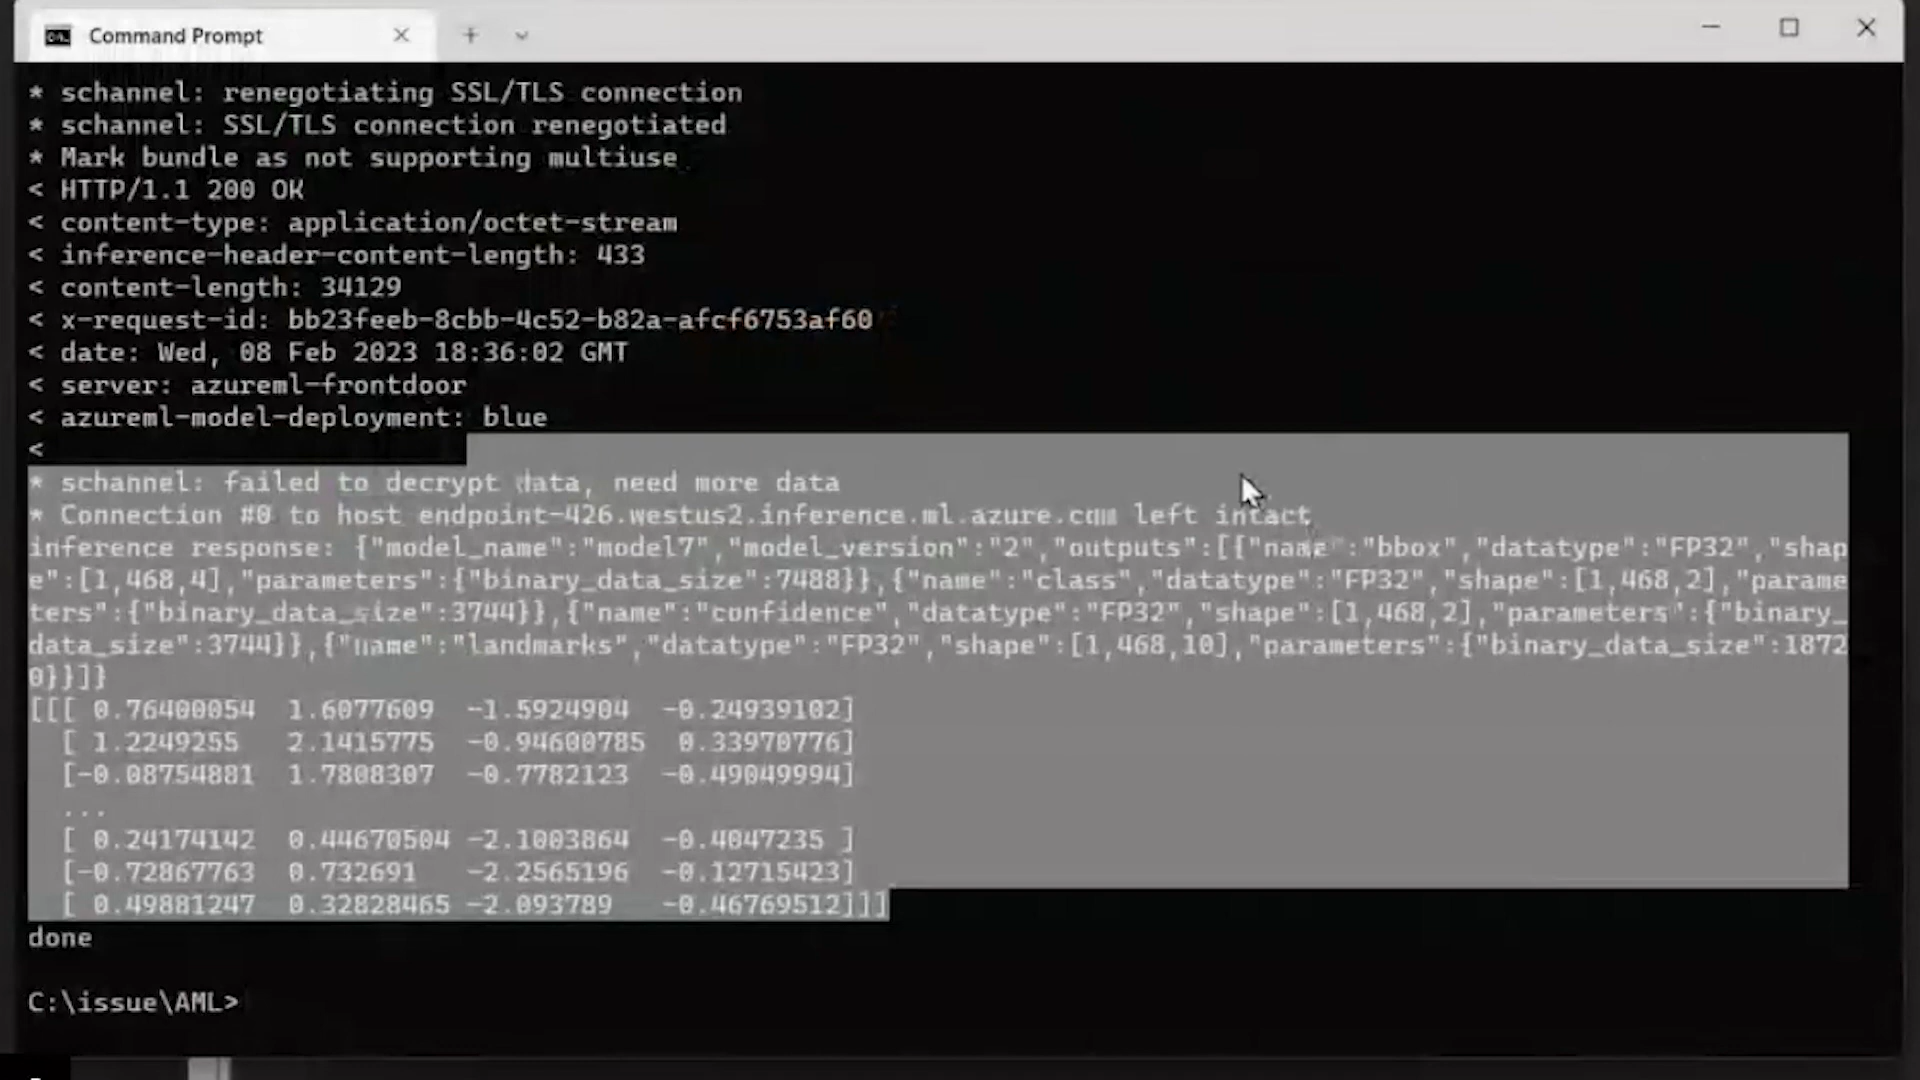 Command Prompt
* schannel: renegotiating SSL/TLS connection
* schannel: SSL/TLS connection renegotiated
* Mark bundle as not supporting multiuse
< HTTP/1.1 200 OK
< content-type: application/octet-stream
< inference-header-content-length: 433
< content-length: 34129
< x-request-id: bb23feeb-8cbb-4c52-b82a-afcf6753af60
< date: Wed, 08 Feb 2023 18:36:02 GMT
< server: azureml-frontdoor
< azureml-model-deployment: blue
<
* schannel: failed to decrypt data, need more data
* Connection #0 to host endpoint-426.westus2.inference.ml.azure.com left intact
inference response: {"model_name":"model7","model_version":"2","outputs":[{"name":"bbox","datatype":"FP32","shap
e":[1,468,4],"parameters":{"binary_data_size":7488}},{"name":"class","datatype":"FP32","shape":[1,468,2],"parame
ters":{"binary_data_size":3744}},{"name":"confidence","datatype":"FP32","shape":[1,468,2],"parameters":{"binary_
data_size":3744}},{"name":"landmarks","datatype":"FP32","shape":[1,468,10],"parameters":{"binary_data_size":1872
0}}]}
[[[ 0.76400054 1.6077609 -1.5924904 -0.24939102]
[ 1.2249255 2.1415775 -0.94600785 0.33970776]
[-0.08754881 1.7808307 -0.7782123 -0.49049994]
...
[ 0.24174142 0.44670504 -2.1003864 -0.4047235 ]
[-0.72867763 0.732691 -2.2565196 -0.12715423]
[ 0.49881247 0.32828465 -2.093789 -0.46769512]]]
done
C:\issue\AML>